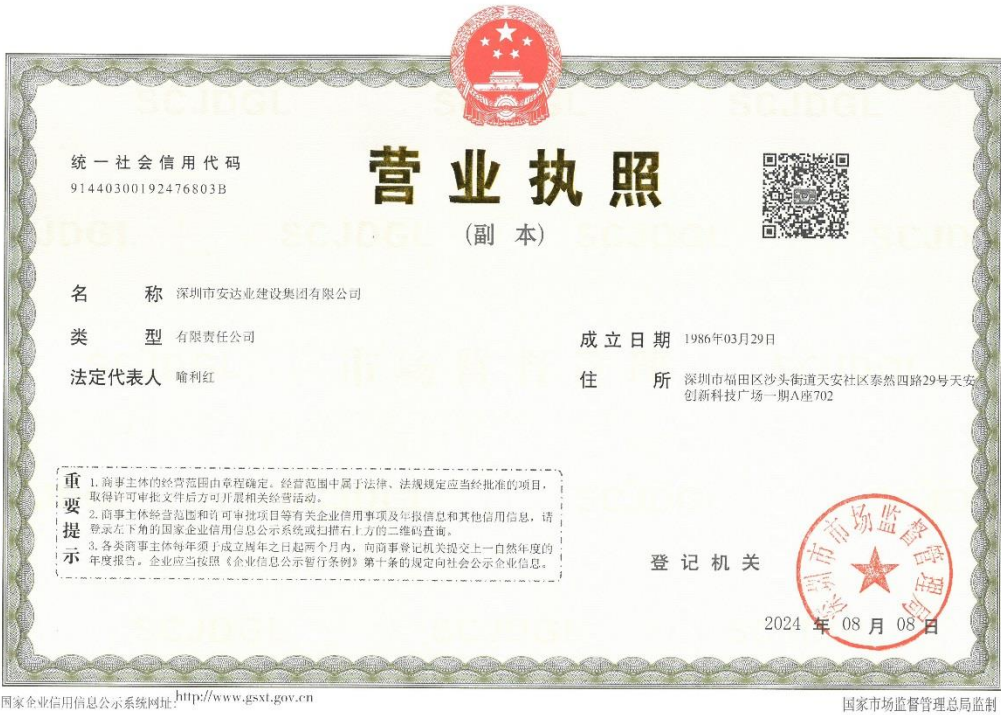 统一社会信用代码
91440300192476803B
营业执照
(副 本)
名 称 深圳市安达业建设集团有限公司
类 型 有限责任公司
法定代表人 喻利红
成立日期 1986年03月29日
住 所 深圳市福田区沙头街道天安社区泰然四路29号天安
创新科技广场一期A座702
重要提示
1. 商事主体的经营范围由章程确定。经营范围中属于法律、法规规定应当经批准的项目,
取得许可审批文件后方可开展相关经营活动。
2. 商事主体经营范围和许可审批项目等有关企业信用事项及年报信息和其他信用信息,请
登录左下角的国家企业信用信息公示系统或扫描右上方的二维码查询。
3. 各类商事主体每年须于成立周年之日起两个月内,向商事登记机关提交上一自然年度的
年度报告。企业应当按照《企业信息公示暂行条例》第十条的规定向社会公示企业信息。
登记机关
深圳市市场监督管理局
2024 年 08 月 08 日
国家企业信用信息公示系统网址:http://www.gsxt.gov.cn
国家市场监督管理总局监制